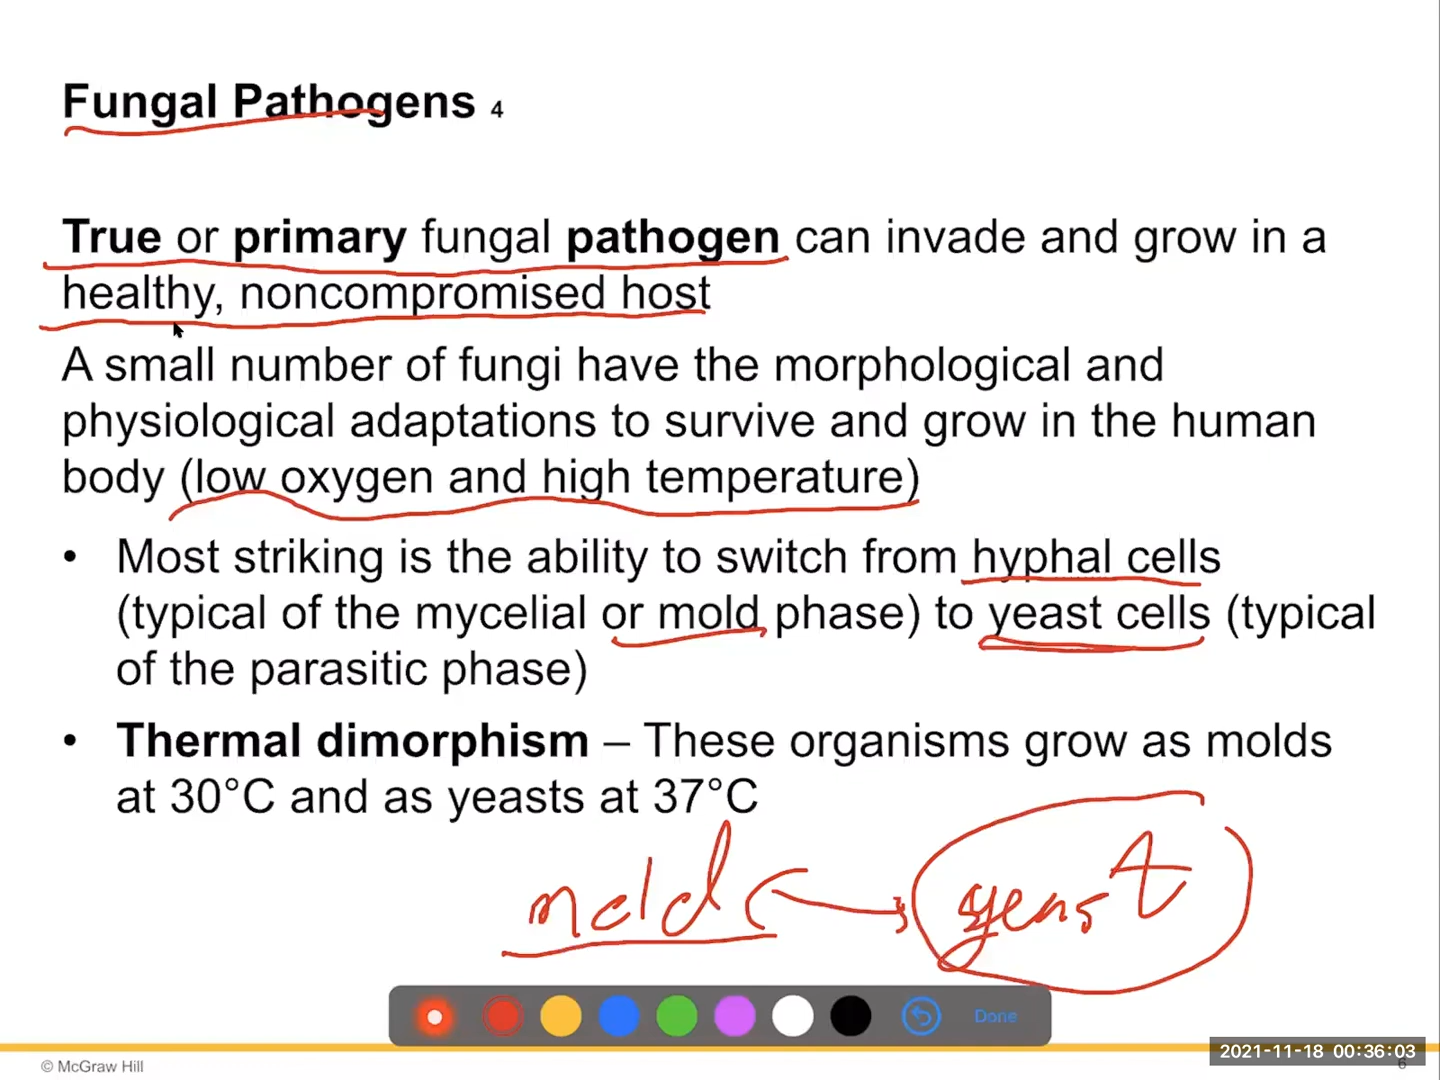 Fungal Pathogens 4
True or primary fungal pathogen can invade and grow in a
healthy, noncompromised host
A small number of fungi have the morphological and
physiological adaptations to survive and grow in the human
body (low oxygen and high temperature)
• Most striking is the ability to switch from hyphal cells
(typical of the mycelial or mold phase) to yeast cells (typical
of the parasitic phase)
• Thermal dimorphism – These organisms grow as molds
at 30°C and as yeasts at 37°C
mold yeast
Done
2021-11-18 00:36:03
© McGraw Hill
6